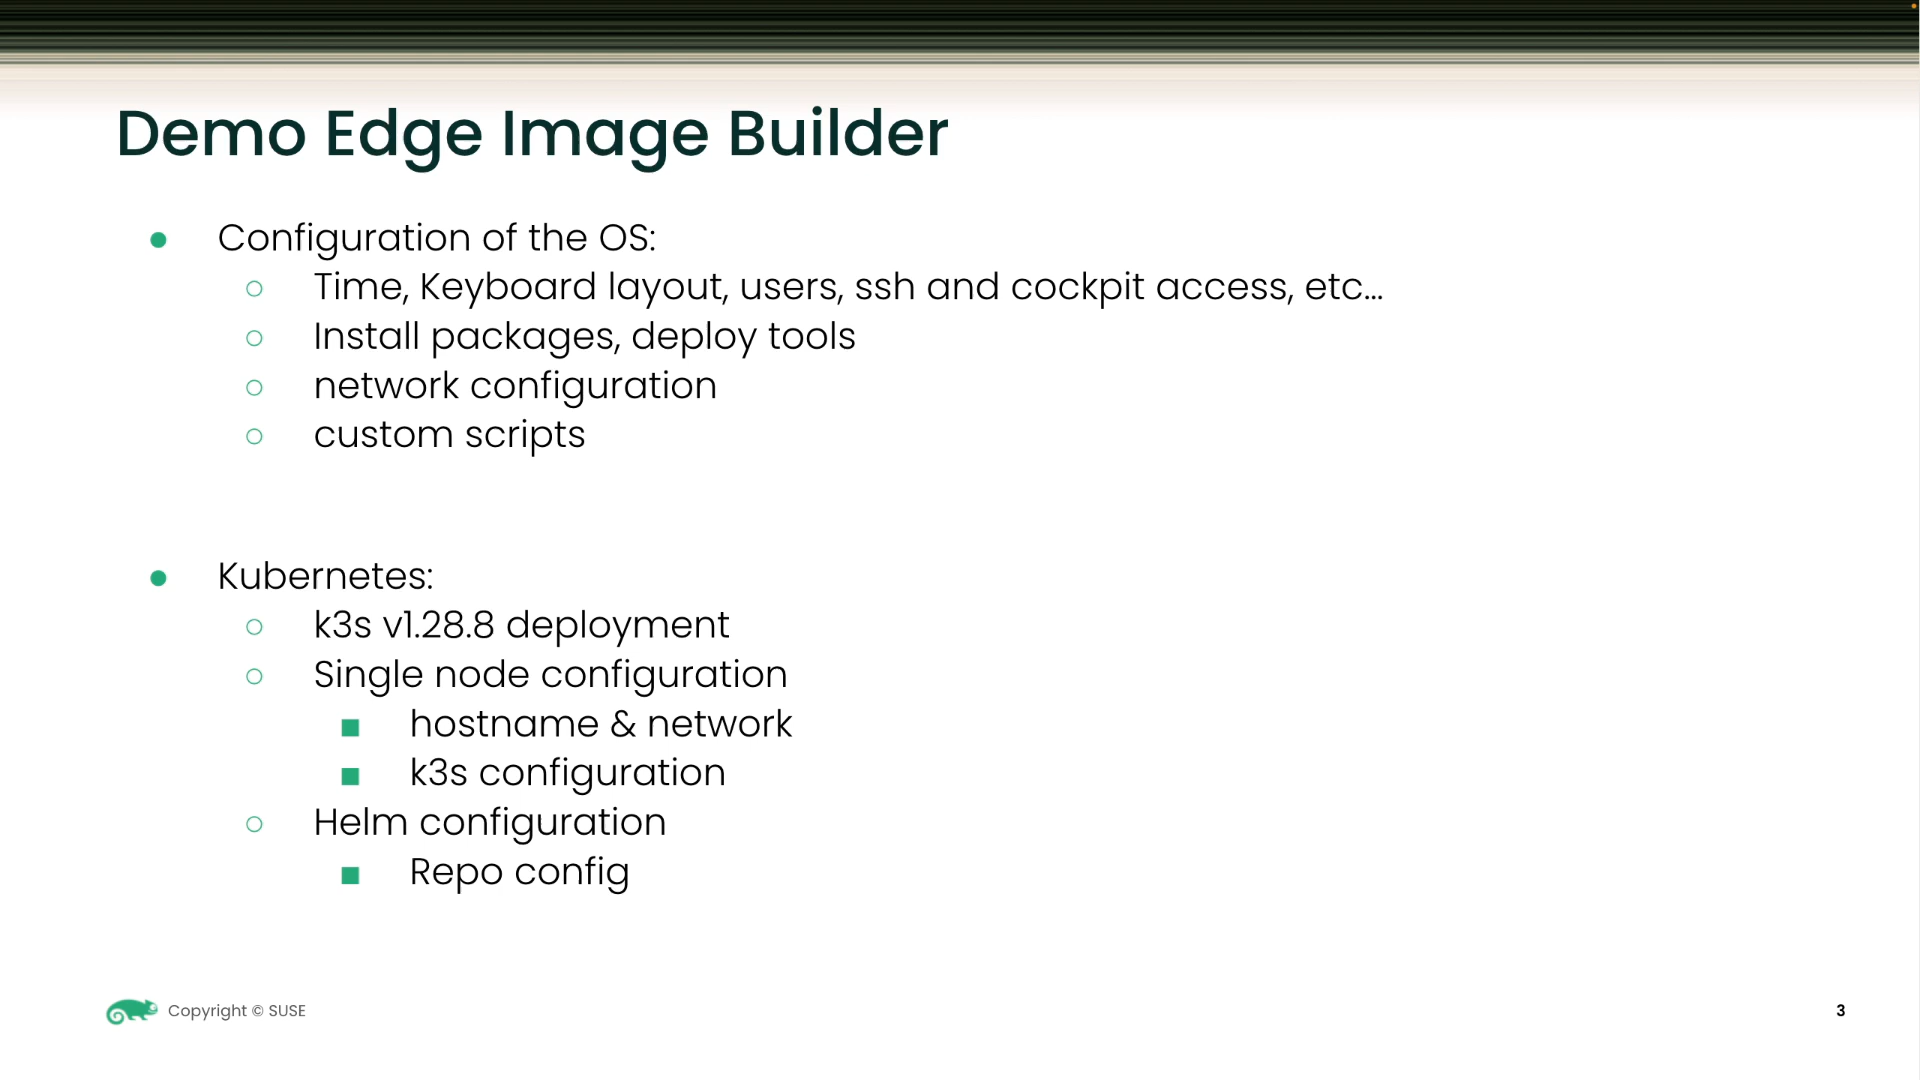 Demo Edge Image Builder
● Configuration of the OS:
○ Time, Keyboard layout, users, ssh and cockpit access, etc...
○ Install packages, deploy tools
○ network configuration
○ custom scripts
● Kubernetes:
○ k3s v1.28.8 deployment
○ Single node configuration
■ hostname & network
■ k3s configuration
○ Helm configuration
■ Repo config
Copyright © SUSE
3